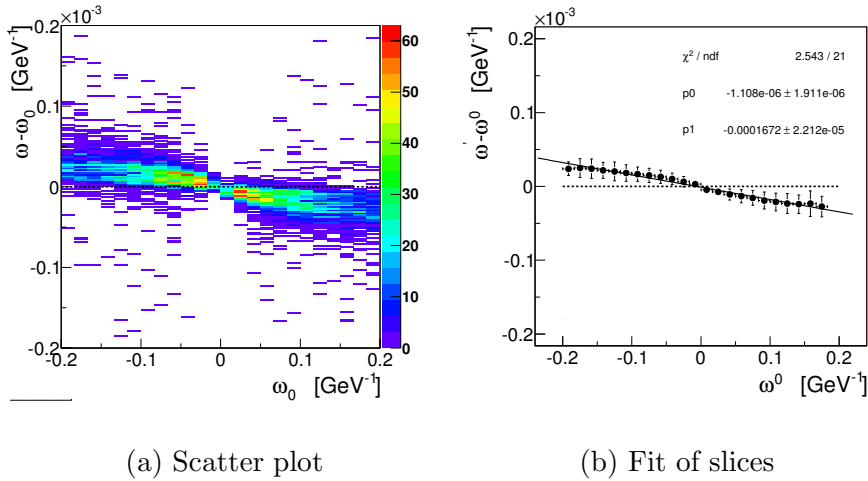 ×10⁻³
ω-ω₀ [GeV⁻¹]
0.2
0.1
0
-0.1
-0.2
-0.2 -0.1 0 0.1 0.2
ω₀ [GeV⁻¹]
60
50
40
30
20
10
0
(a) Scatter plot
×10⁻³
ω'-ω⁰ [GeV⁻¹]
0.2
0.1
0
-0.1
-0.2
χ² / ndf 2.543 / 21
p0 -1.108e-06 ± 1.911e-06
p1 -0.0001672 ± 2.212e-05
-0.2 -0.1 0 0.1 0.2
ω⁰ [GeV⁻¹]
(b) Fit of slices